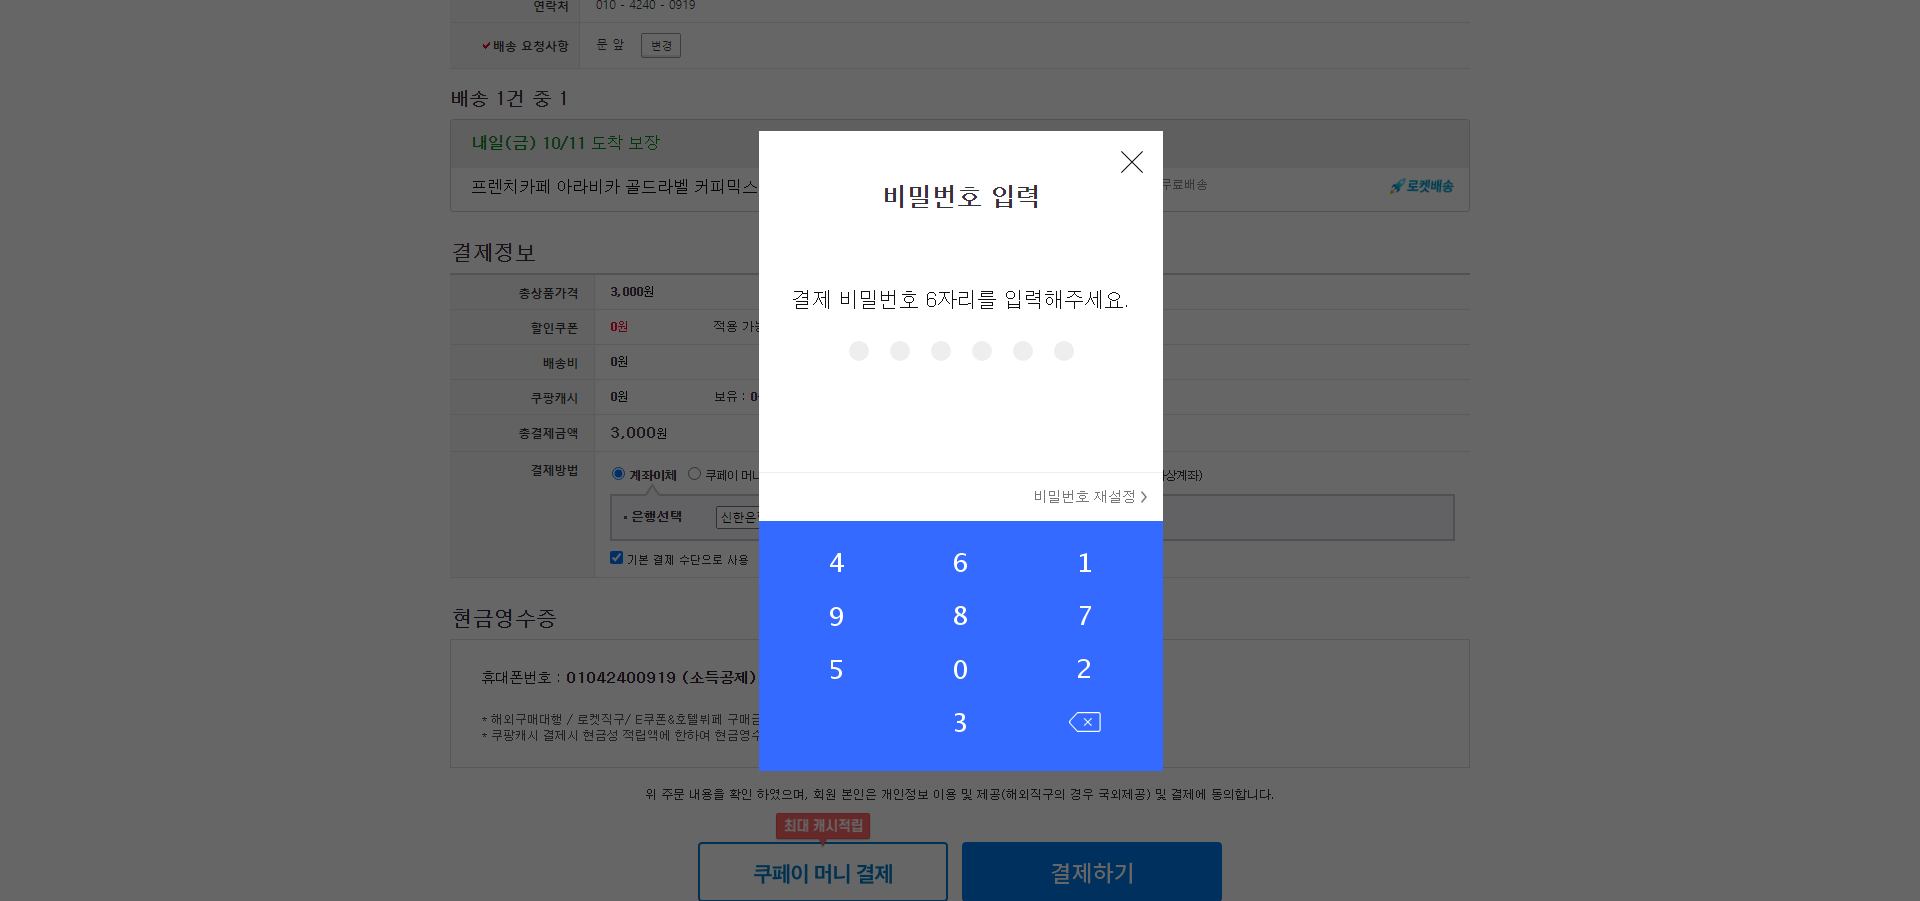 연락처 010 - 4240 - 0919
배송 요청사항 문 앞 변경
배송 1건 중 1
내일(금) 10/11 도착 보장
프렌치카페 아라비카 골드라벨 커피믹스 무료배송 로켓배송
결제정보
총상품가격 3,000원
할인쿠폰 0원 적용 가능
배송비 0원
쿠팡캐시 0원 보유 : 0
총결제금액 3,000원
결제방법 계좌이체 쿠페이 머니 상계좌)
은행선택 신한은행
기본 결제 수단으로 사용
현금영수증
휴대폰번호 : 01042400919 (소득공제)
* 해외구매대행 / 로켓직구/ E쿠폰&호텔뷔페 구매금
* 쿠팡캐시 결제시 현금성 적립액에 한하여 현금영수
위 주문 내용을 확인 하였으며, 회원 본인은 개인정보 이용 및 제공(해외직구의 경우 국외제공) 및 결제에 동의합니다.
최대 캐시적립
쿠페이 머니 결제 결제하기
비밀번호 입력
결제 비밀번호 6자리를 입력해주세요.
비밀번호 재설정
4 6 1
9 8 7
5 0 2
3